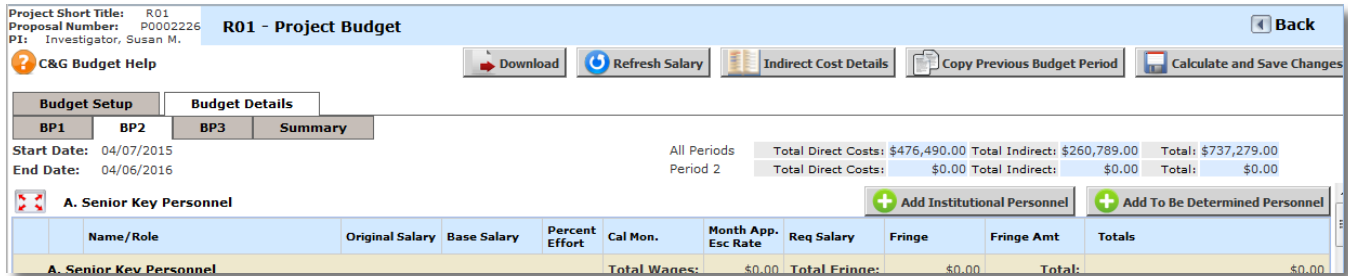 Project Short Title: R01
Proposal Number: P0002226
PI: Investigator, Susan M.
R01 - Project Budget
Back
C&G Budget Help
Download
Refresh Salary
Indirect Cost Details
Copy Previous Budget Period
Calculate and Save Changes
Budget Setup Budget Details
BP1 BP2 BP3 Summary
Start Date: 04/07/2015 All Periods Total Direct Costs: $476,490.00 Total Indirect: $260,789.00 Total: $737,279.00
End Date: 04/06/2016 Period 2 Total Direct Costs: $0.00 Total Indirect: $0.00 Total: $0.00
A. Senior Key Personnel Add Institutional Personnel Add To Be Determined Personnel
Name/Role Original Salary Base Salary Percent Effort Cal Mon. Month App. Esc Rate Req Salary Fringe Fringe Amt Totals
A. Senior Key Personnel Total Wages: $0.00 Total Fringe: $0.00 Total: $0.00